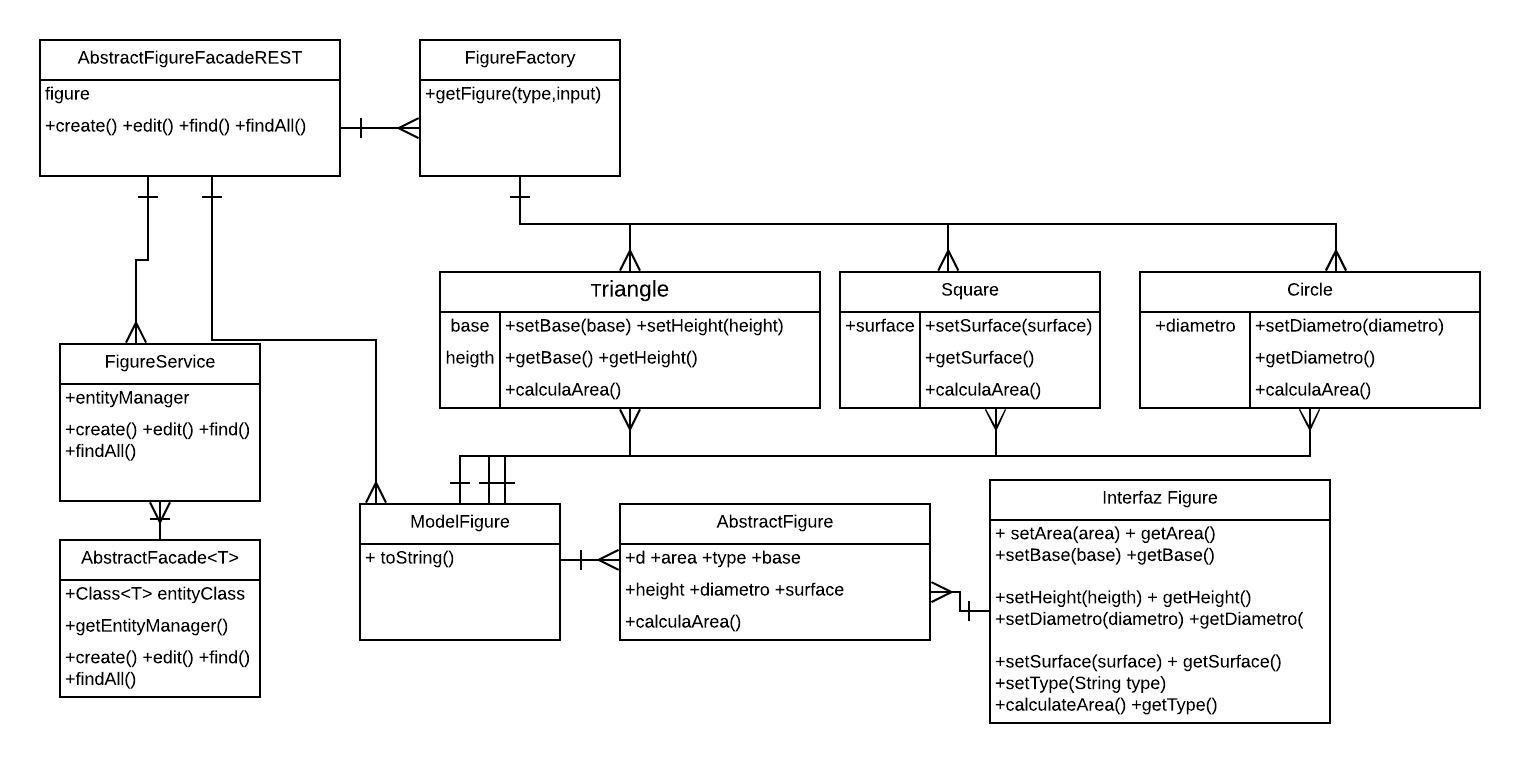 AbstractFigureFacadeREST
figure
+create() +edit() +find() +findAll()
FigureFactory
+getFigure(type,input)
Triangle
base
heigth
+setBase(base) +setHeight(height)
+getBase() +getHeight()
+calculaArea()
Square
+surface
+setSurface(surface)
+getSurface()
+calculaArea()
Circle
+diametro
+setDiametro(diametro)
+getDiametro()
+calculaArea()
FigureService
+entityManager
+create() +edit() +find()
+findAll()
AbstractFacade<T>
+Class<T> entityClass
+getEntityManager()
+create() +edit() +find()
+findAll()
ModelFigure
+ toString()
AbstractFigure
+d +area +type +base
+height +diametro +surface
+calculaArea()
Interfaz Figure
+ setArea(area) + getArea()
+setBase(base) +getBase()
+setHeight(heigth) + getHeight()
+setDiametro(diametro) +getDiametro(
+setSurface(surface) + getSurface()
+setType(String type)
+calculateArea() +getType()